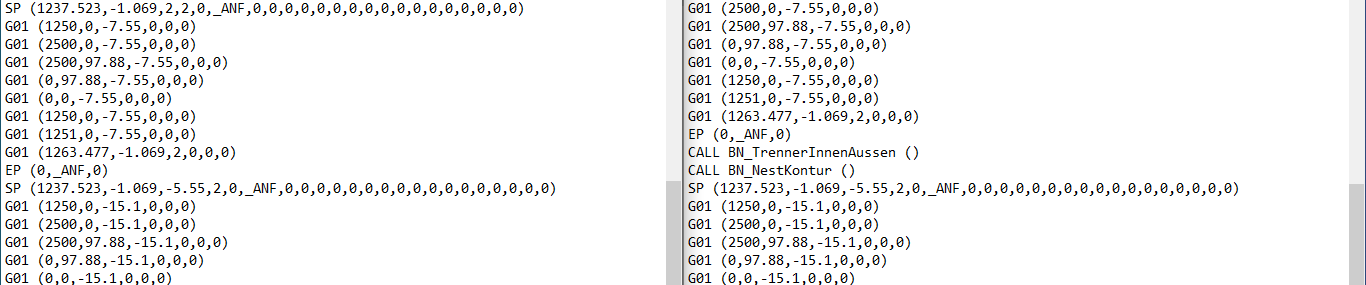 SP (1237.523,-1.069,2,2,0,_ANF,0,0,0,0,0,0,0,0,0,0,0,0,0,0,0,0,0)
G01 (1250,0,-7.55,0,0,0)
G01 (2500,0,-7.55,0,0,0)
G01 (2500,97.88,-7.55,0,0,0)
G01 (0,97.88,-7.55,0,0,0)
G01 (0,0,-7.55,0,0,0)
G01 (1250,0,-7.55,0,0,0)
G01 (1251,0,-7.55,0,0,0)
G01 (1263.477,-1.069,2,0,0,0)
EP (0,_ANF,0)
SP (1237.523,-1.069,-5.55,2,0,_ANF,0,0,0,0,0,0,0,0,0,0,0,0,0,0,0,0,0)
G01 (1250,0,-15.1,0,0,0)
G01 (2500,0,-15.1,0,0,0)
G01 (2500,97.88,-15.1,0,0,0)
G01 (0,97.88,-15.1,0,0,0)
G01 (0,0,-15.1,0,0,0)
G01 (2500,0,-7.55,0,0,0)
G01 (2500,97.88,-7.55,0,0,0)
G01 (0,97.88,-7.55,0,0,0)
G01 (0,0,-7.55,0,0,0)
G01 (1250,0,-7.55,0,0,0)
G01 (1251,0,-7.55,0,0,0)
G01 (1263.477,-1.069,2,0,0,0)
EP (0,_ANF,0)
CALL BN_TrennerInnenAussen ()
CALL BN_NestKontur ()
SP (1237.523,-1.069,-5.55,2,0,_ANF,0,0,0,0,0,0,0,0,0,0,0,0,0,0,0,0,0)
G01 (1250,0,-15.1,0,0,0)
G01 (2500,0,-15.1,0,0,0)
G01 (2500,97.88,-15.1,0,0,0)
G01 (0,97.88,-15.1,0,0,0)
G01 (0,0,-15.1,0,0,0)